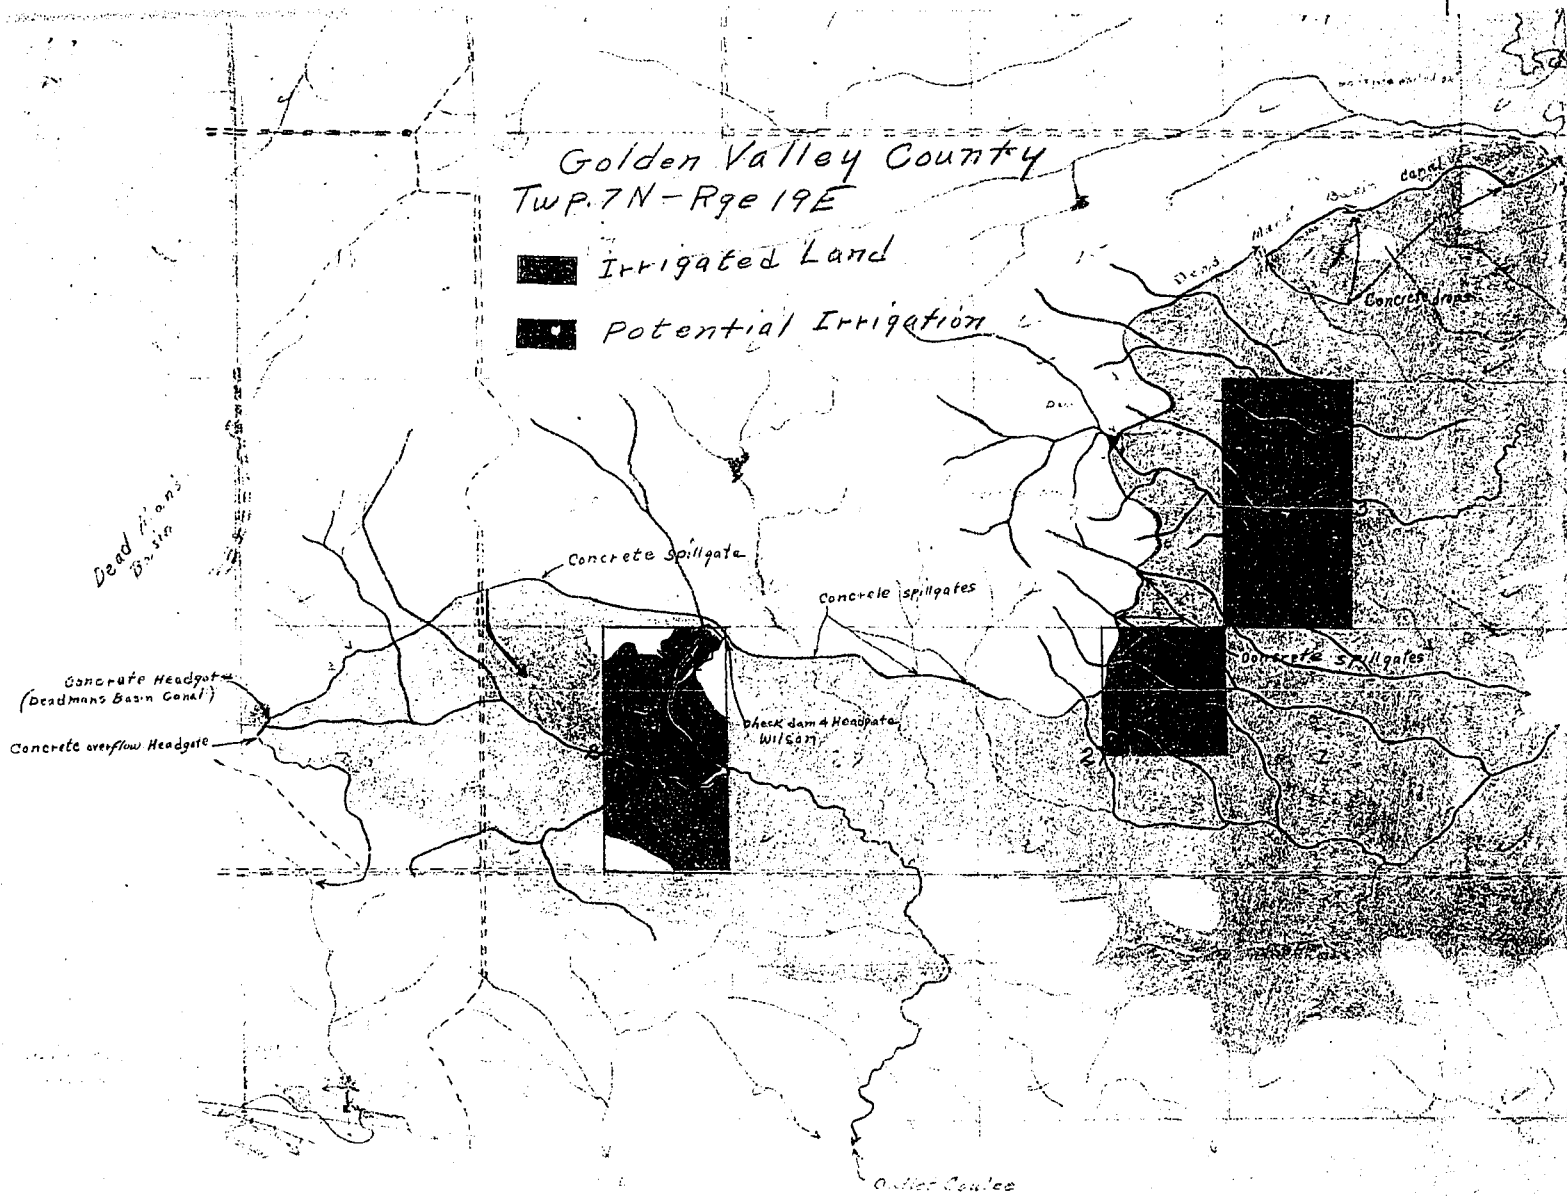 Golden Valley County
Twp. 7N - Rge 19E
Irrigated Land
Potential Irrigation
Canal
Basin
Mans
Dead
Concrete drops
Dead Mans
Basin
Concrete spillgate
Concrete spillgates
Concrete spillgates
Concrete Headgate
(Deadmans Basin Canal)
Concrete overflow Headgate
Check dam & Headgate
Wilson
2
Outlet Coulee